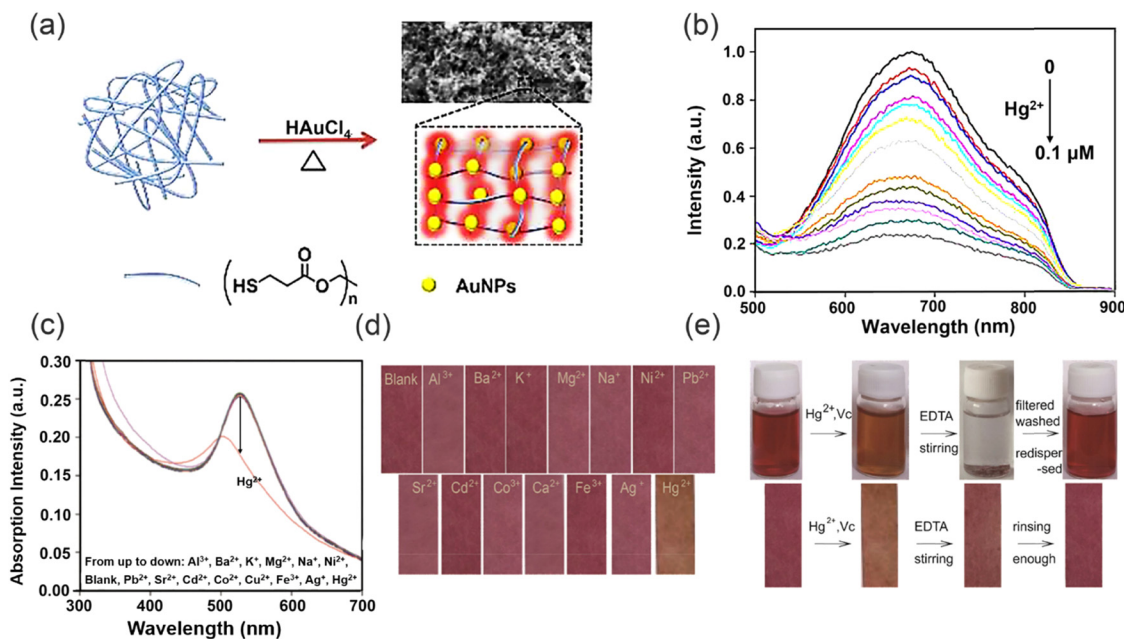 (a)
HAuCl4
HS
O
O
n
AuNPs
(b)
Intensity (a.u.)
1.0
0.8
0.6
0.4
0.2
0.0
0
Hg2+
0.1 μM
500
600
700
800
900
Wavelength (nm)
(c)
Absorption Intensity (a.u.)
0.30
0.25
0.20
0.15
0.10
0.05
0.00
Hg2+
From up to down: Al3+, Ba2+, K+, Mg2+, Na+, Ni2+,
Blank, Pb2+, Sr2+, Cd2+, Co2+, Cu2+, Fe3+, Ag+, Hg2+
300
400
500
600
700
Wavelength (nm)
(d)
Blank Al3+ Ba2+ K+ Mg2+ Na+ Ni2+ Pb2+
Sr2+ Cd2+ Co3+ Ca2+ Fe3+ Ag+ Hg2+
(e)
Hg2+,Vc
EDTA
stirring
filtered
washed
redisper
-sed
Hg2+,Vc
EDTA
stirring
rinsing
enough